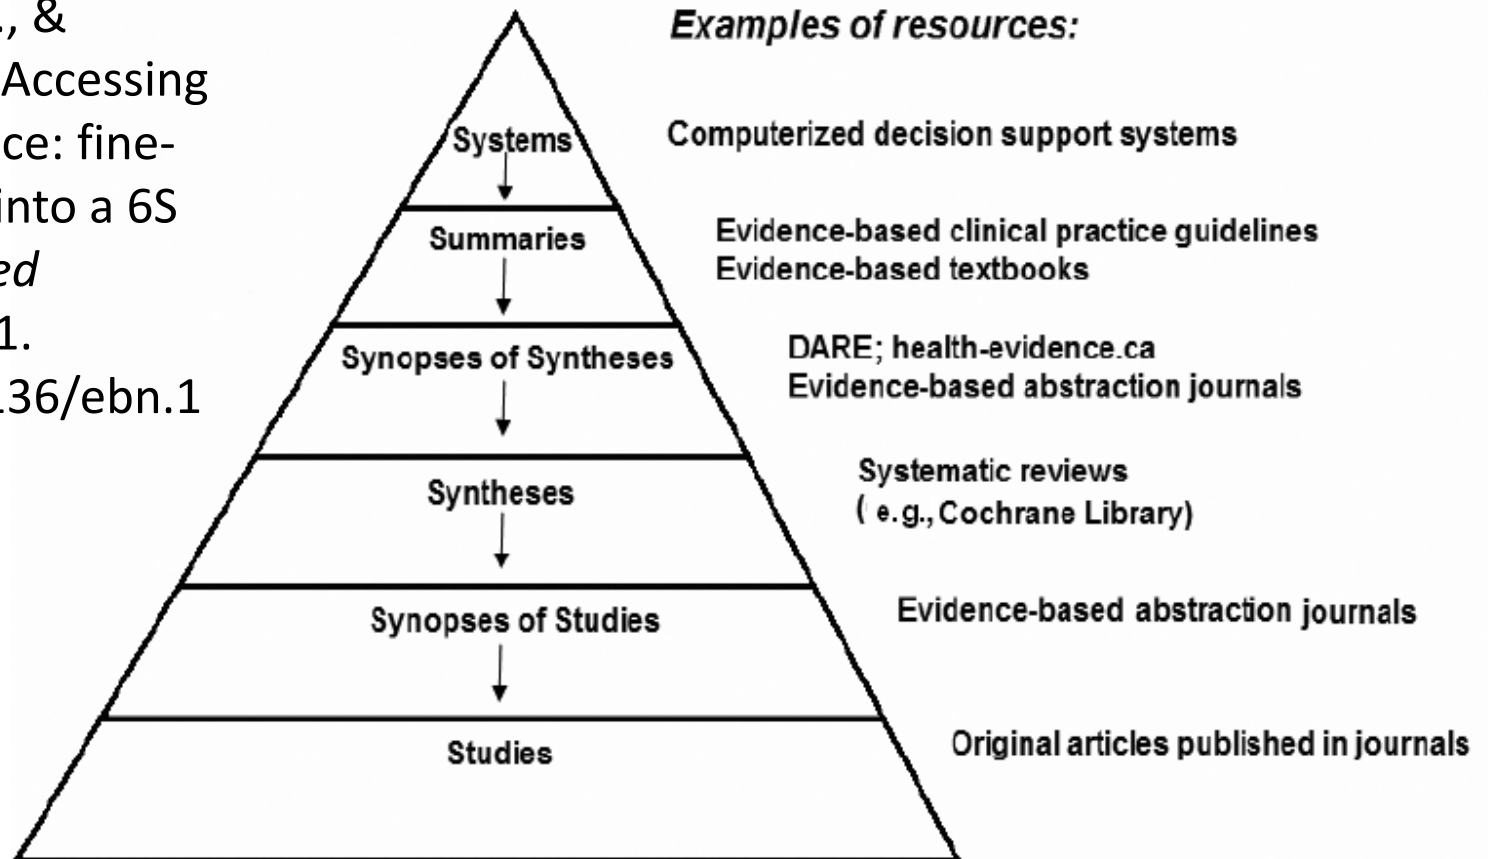 ., &
Accessing
ce: fine-
into a 6S
ed
1.
136/ebn.1
Examples of resources:
Systems
Computerized decision support systems
Summaries
Evidence-based clinical practice guidelines
Evidence-based textbooks
Synopses of Syntheses
DARE; health-evidence.ca
Evidence-based abstraction journals
Syntheses
Systematic reviews
( e.g., Cochrane Library)
Synopses of Studies
Evidence-based abstraction journals
Studies
Original articles published in journals